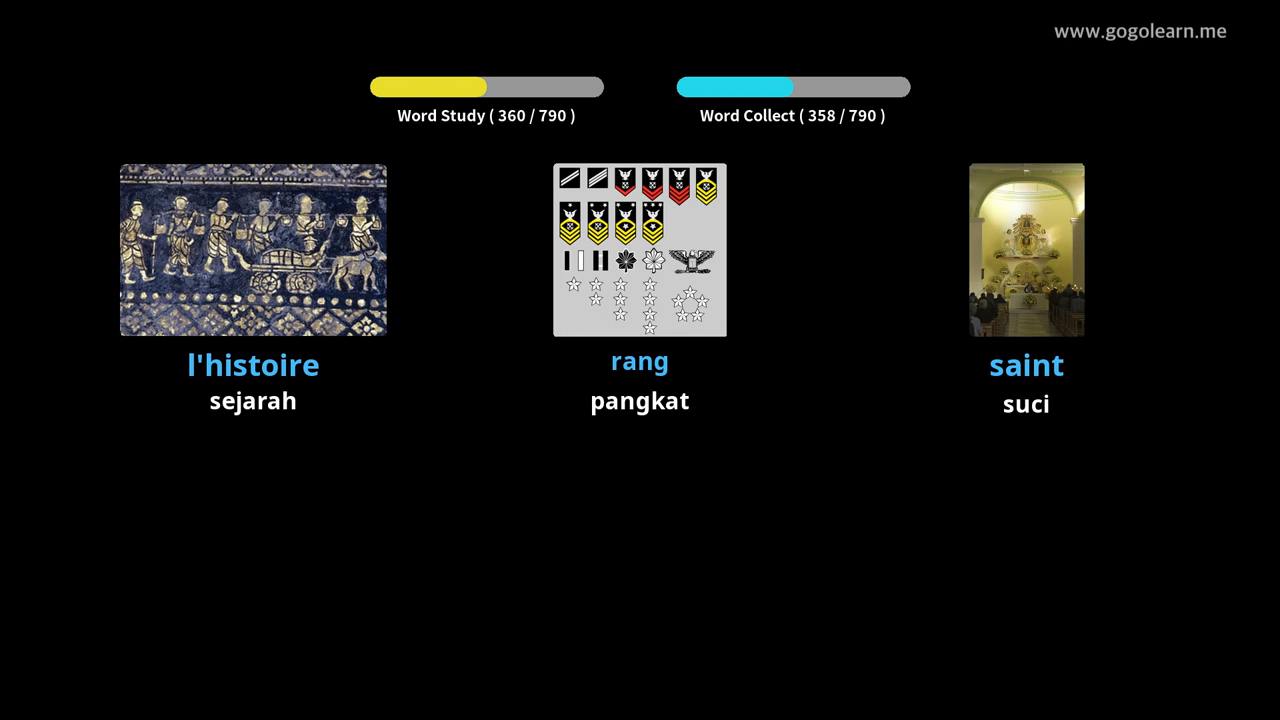 www.gogolearn.me
Word Study ( 360 / 790 )
Word Collect ( 358 / 790 )
l'histoire
sejarah
rang
pangkat
saint
suci